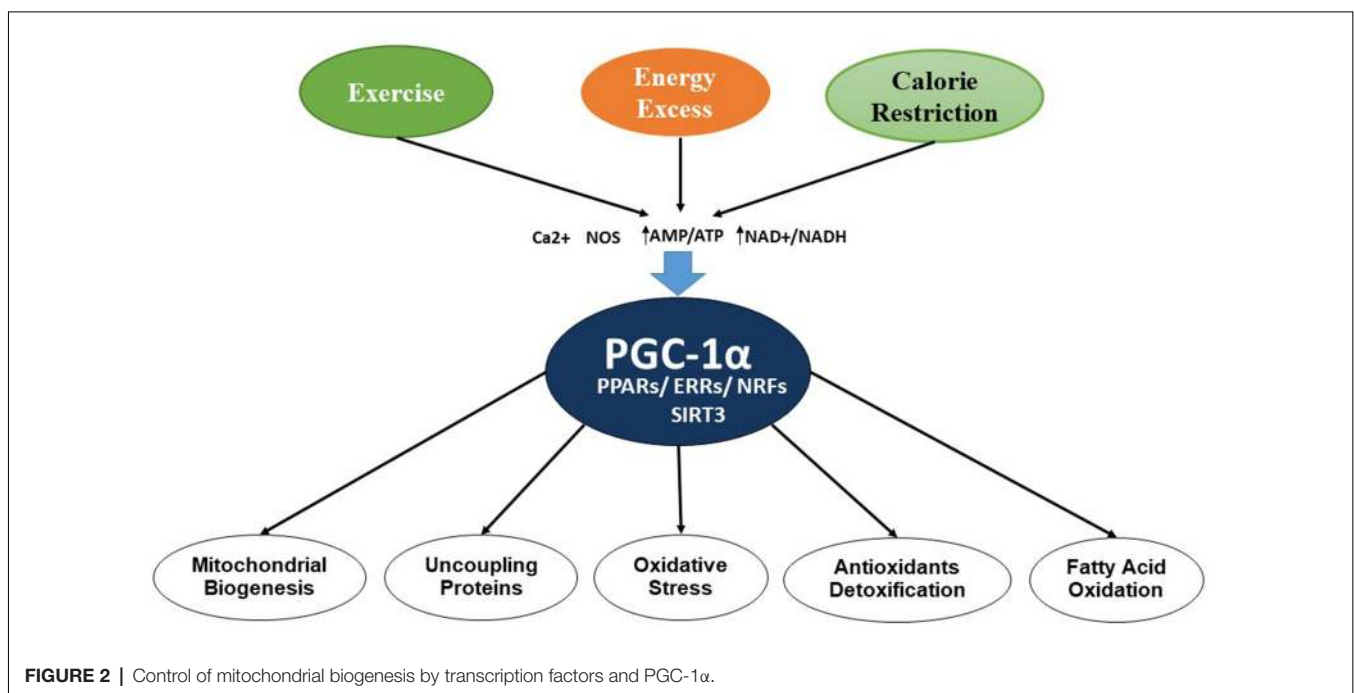 Exercise
Energy
Excess
Calorie
Restriction
Ca2+ NOS ↑AMP/ATP ↑NAD+/NADH
PGC-1α
PPARs/ ERRs/ NRFs
SIRT3
Mitochondrial
Biogenesis
Uncoupling
Proteins
Oxidative
Stress
Antioxidants
Detoxification
Fatty Acid
Oxidation
FIGURE 2 | Control of mitochondrial biogenesis by transcription factors and PGC-1α.